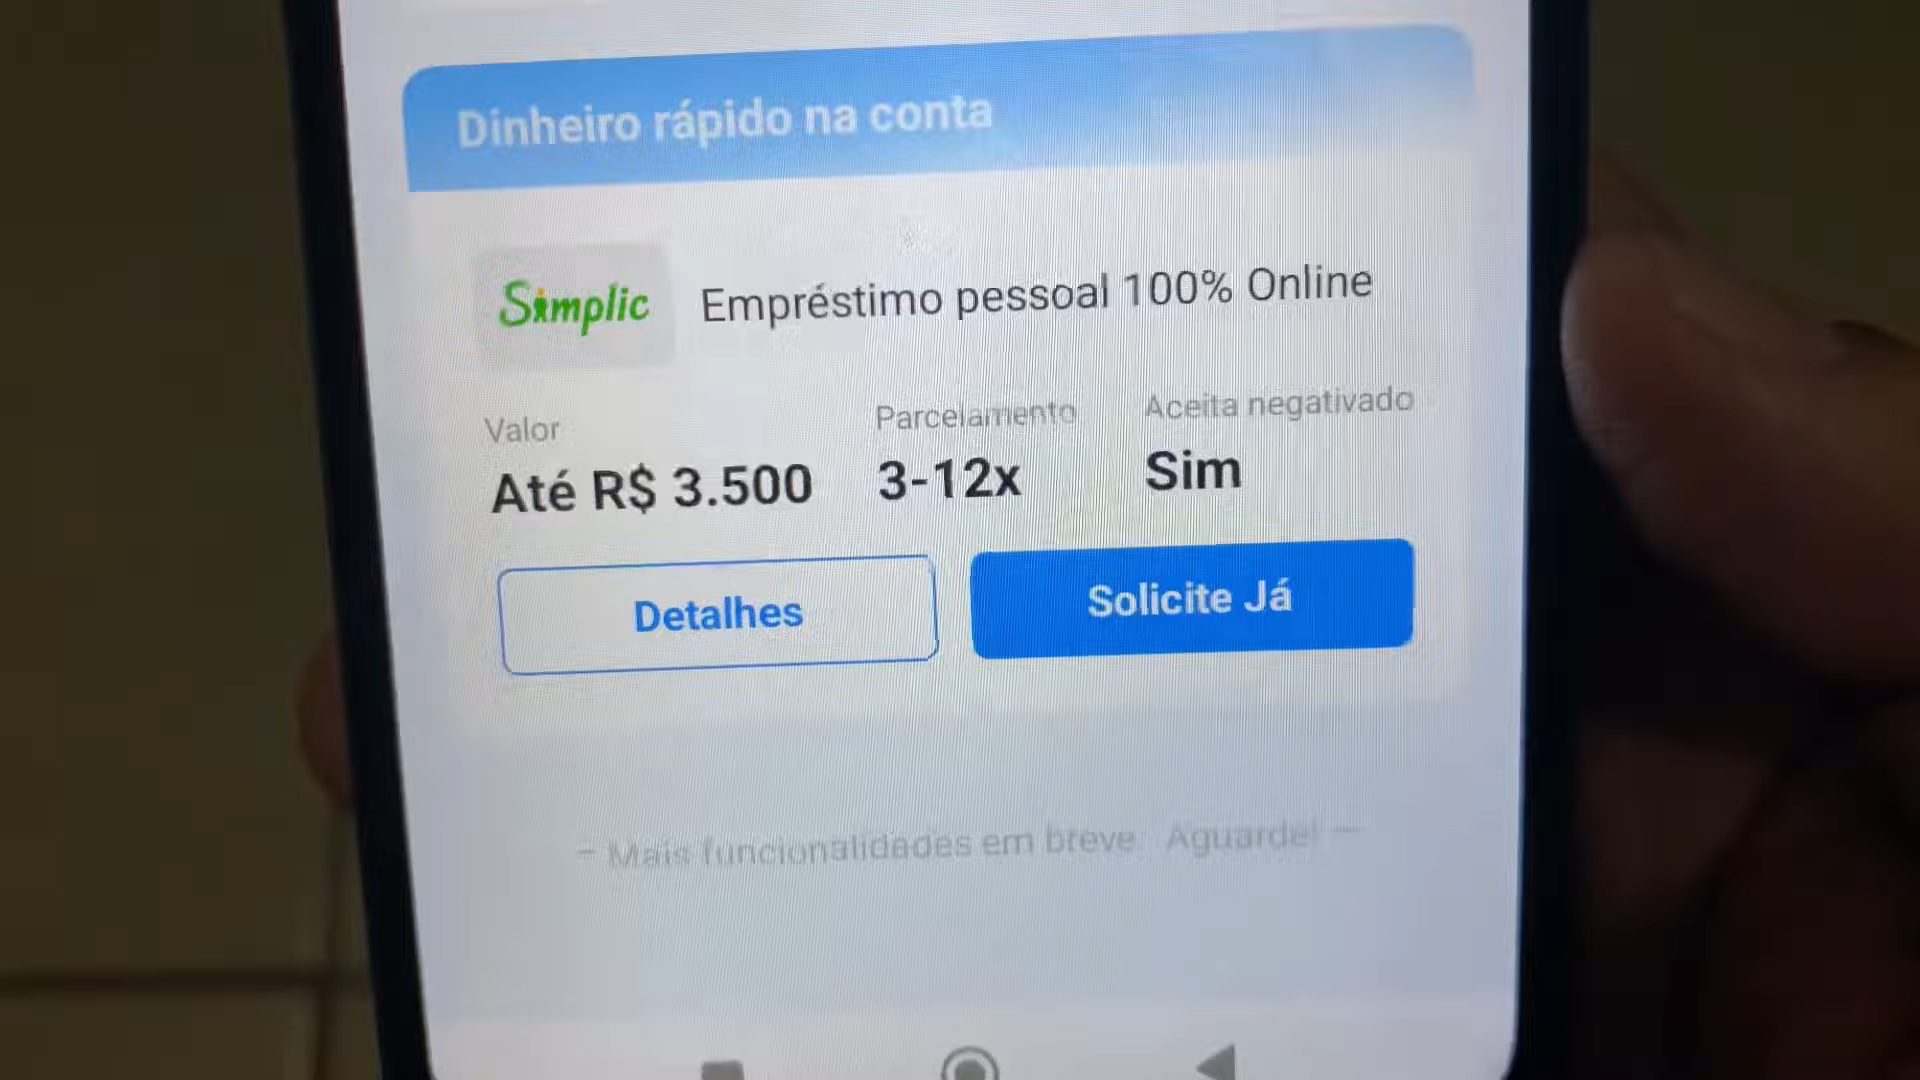 Dinheiro rápido na conta
Simplic
Empréstimo pessoal 100% Online
Valor
Parcelamento
Aceita negativado
Até R$ 3.500
3-12x
Sim
Detalhes
Solicite Já
– Mais funcionalidades em breve. Aguarde! –